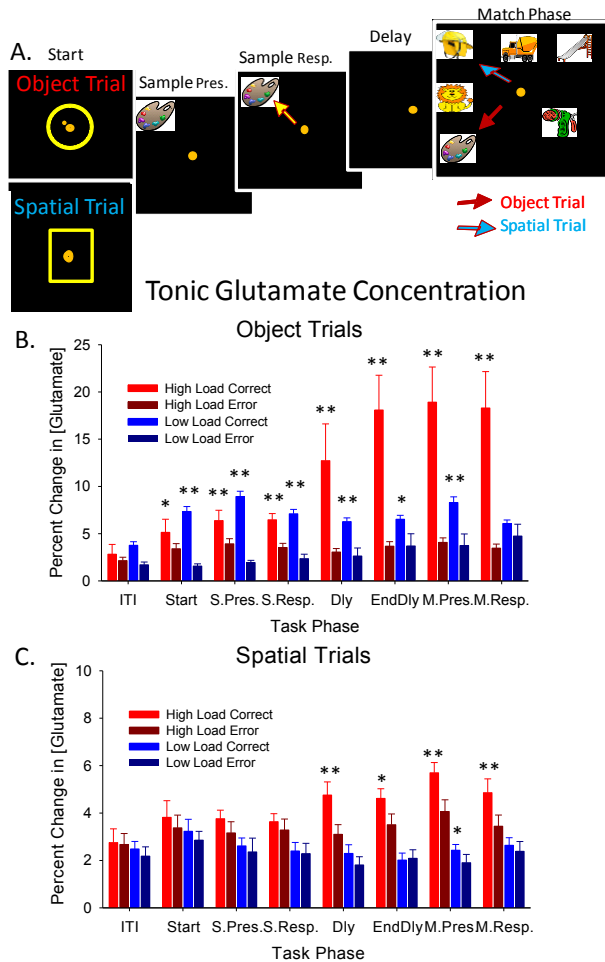 A.
Start
Object Trial
Spatial Trial
Sample Pres.
Sample Resp.
Delay
Match Phase
Object Trial
Spatial Trial
Tonic Glutamate Concentration
B.
Object Trials
Percent Change in [Glutamate]
25
20
15
10
5
0
High Load Correct
High Load Error
Low Load Correct
Low Load Error
* ** ** ** ** ** ** ** ** * ** ** ** **
ITI Start S.Pres. S.Resp. Dly EndDly M.Pres. M.Resp.
Task Phase
C.
Spatial Trials
Percent Change in [Glutamate]
10
8
6
4
2
0
High Load Correct
High Load Error
Low Load Correct
Low Load Error
** * ** * **
ITI Start S.Pres. S.Resp. Dly EndDly M.Pres M.Resp.
Task Phase